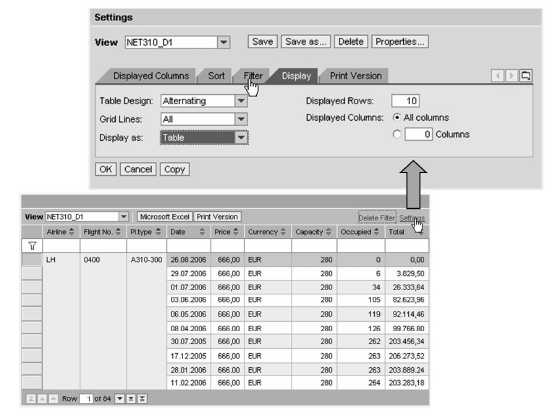 Settings
View NET310_D1 Save Save as... Delete Properties...
Displayed Columns Sort Filter Display Print Version
Table Design: Alternating Displayed Rows: 10
Grid Lines: All Displayed Columns: All columns
Display as: Table 0 Columns
OK Cancel Copy
View NET310_D1 Microsoft Excel Print Version Delete Filter Settings
Airline Flight No. Pl.type Date Price Currency Capacity Occupied Total
LH 0400 A310-300 26.08.2006 666,00 EUR 280 0 0,00
29.07.2006 666,00 EUR 280 6 3.829,50
01.07.2006 666,00 EUR 280 34 26.333,64
03.06.2006 666,00 EUR 280 105 82.623,96
06.05.2006 666,00 EUR 280 119 92.114,46
08.04.2006 666,00 EUR 280 126 99.766.80
30.07.2005 666,00 EUR 280 262 203.456,34
17.12.2005 666,00 EUR 280 263 206.273,52
28.01.2006 666,00 EUR 280 263 203.889,24
11.02.2006 666,00 EUR 280 264 203.283,18
Row 1 of 84